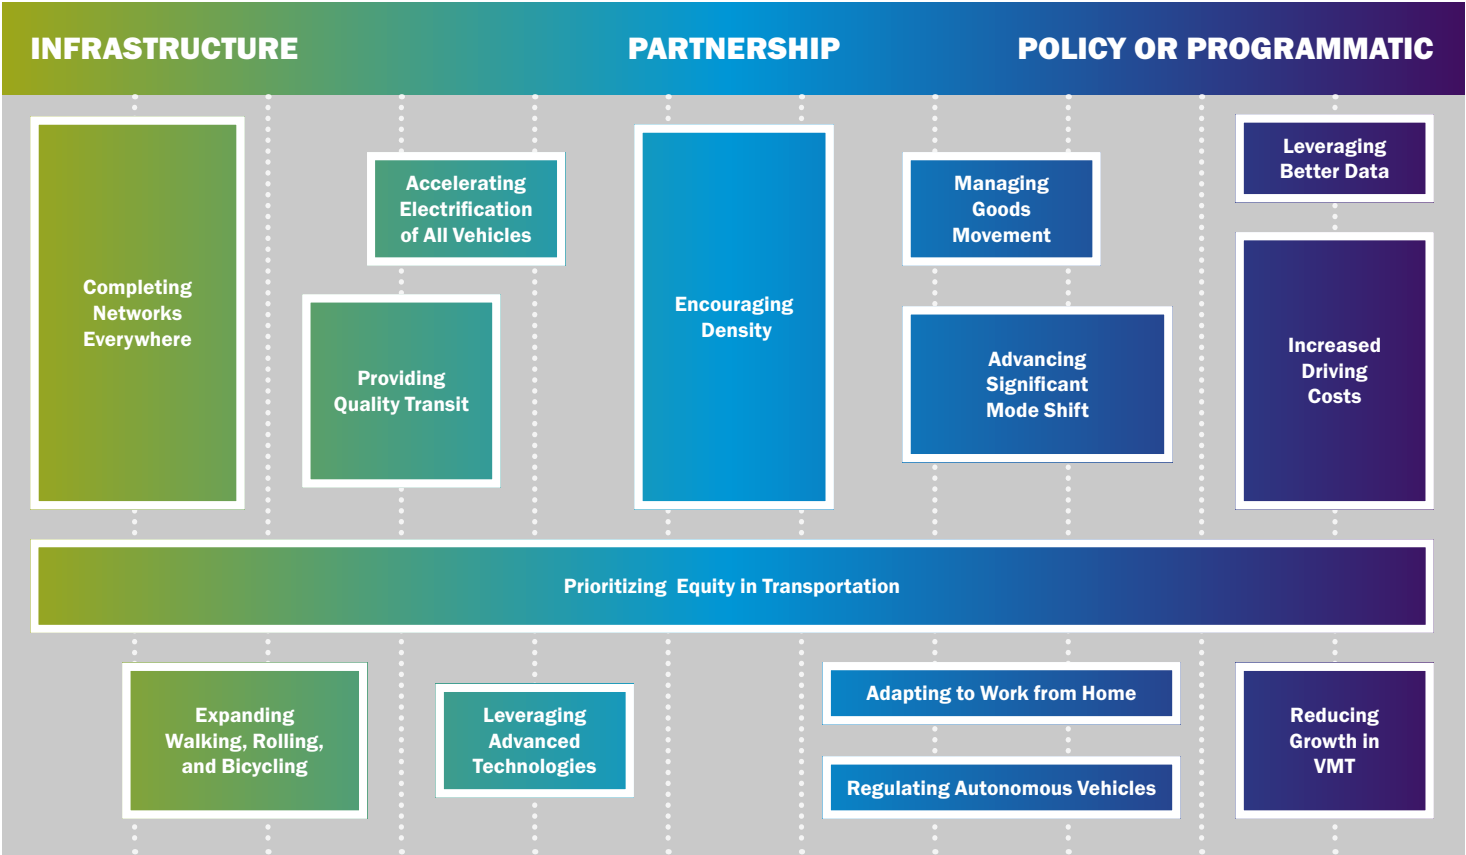 INFRASTRUCTURE
PARTNERSHIP
POLICY OR PROGRAMMATIC
Completing
Networks
Everywhere
Accelerating
Electrification
of All Vehicles
Providing
Quality Transit
Encouraging
Density
Managing
Goods
Movement
Advancing
Significant
Mode Shift
Leveraging
Better Data
Increased
Driving
Costs
Prioritizing Equity in Transportation
Expanding
Walking, Rolling,
and Bicycling
Leveraging
Advanced
Technologies
Adapting to Work from Home
Regulating Autonomous Vehicles
Reducing
Growth in
VMT